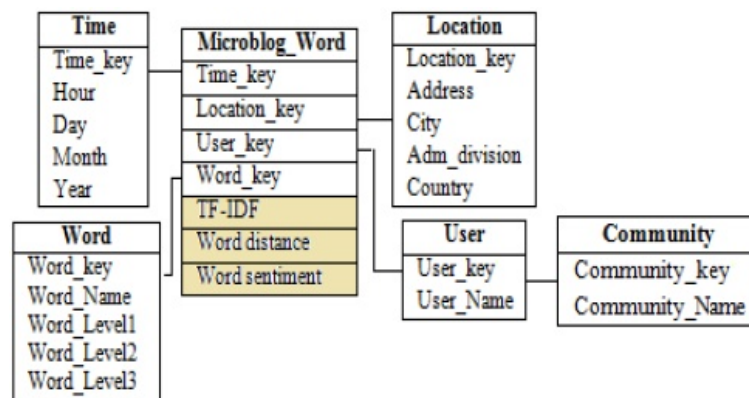 Time
Time_key
Hour
Day
Month
Year
Microblog_Word
Time_key
Location_key
User_key
Word_key
TF-IDF
Word distance
Word sentiment
Location
Location_key
Address
City
Adm_division
Country
Word
Word_key
Word_Name
Word_Level1
Word_Level2
Word_Level3
User
User_key
User_Name
Community
Community_key
Community_Name